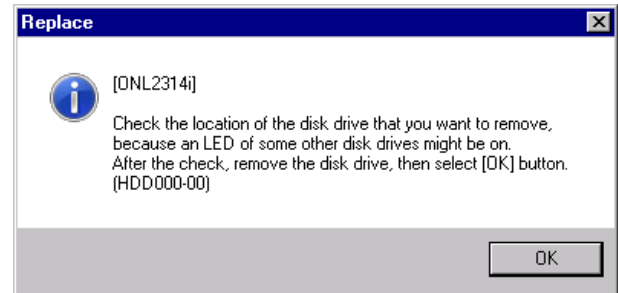 Replace
[ONL2314i]
Check the location of the disk drive that you want to remove,
because an LED of some other disk drives might be on.
After the check, remove the disk drive, then select [OK] button.
(HDD000-00)
OK